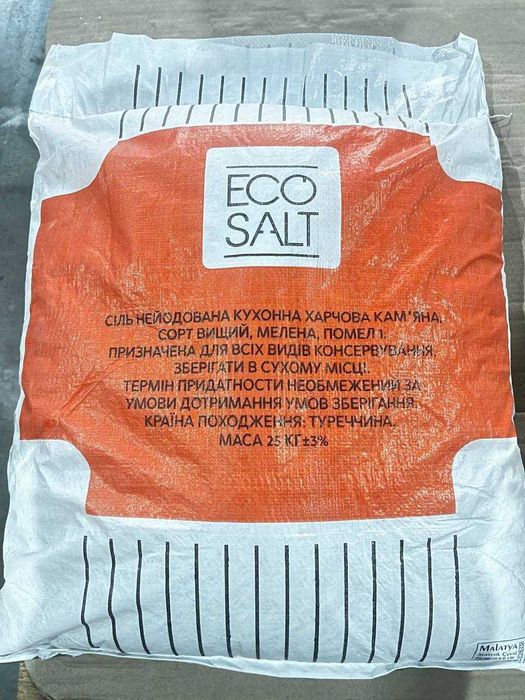 ECO
SALT
СІЛЬ НЕЙОДОВАНА КУХОННА ХАРЧОВА КАМ'ЯНА.
СОРТ ВИЩИЙ, МЕЛЕНА, ПОМЕЛ 1.
ПРИЗНАЧЕНА ДЛЯ ВСІХ ВИДІВ КОНСЕРВУВАННЯ.
ЗБЕРІГАТИ В СУХОМУ МІСЦІ.
ТЕРМІН ПРИДАТНОСТИ НЕОБМЕЖЕНИЙ ЗА
УМОВИ ДОТРИМАННЯ УМОВ ЗБЕРІГАННЯ.
КРАЇНА ПОХОДЖЕННЯ: ТУРЕЧЧИНА.
МАСА 25 КГ±3%
MALATYA